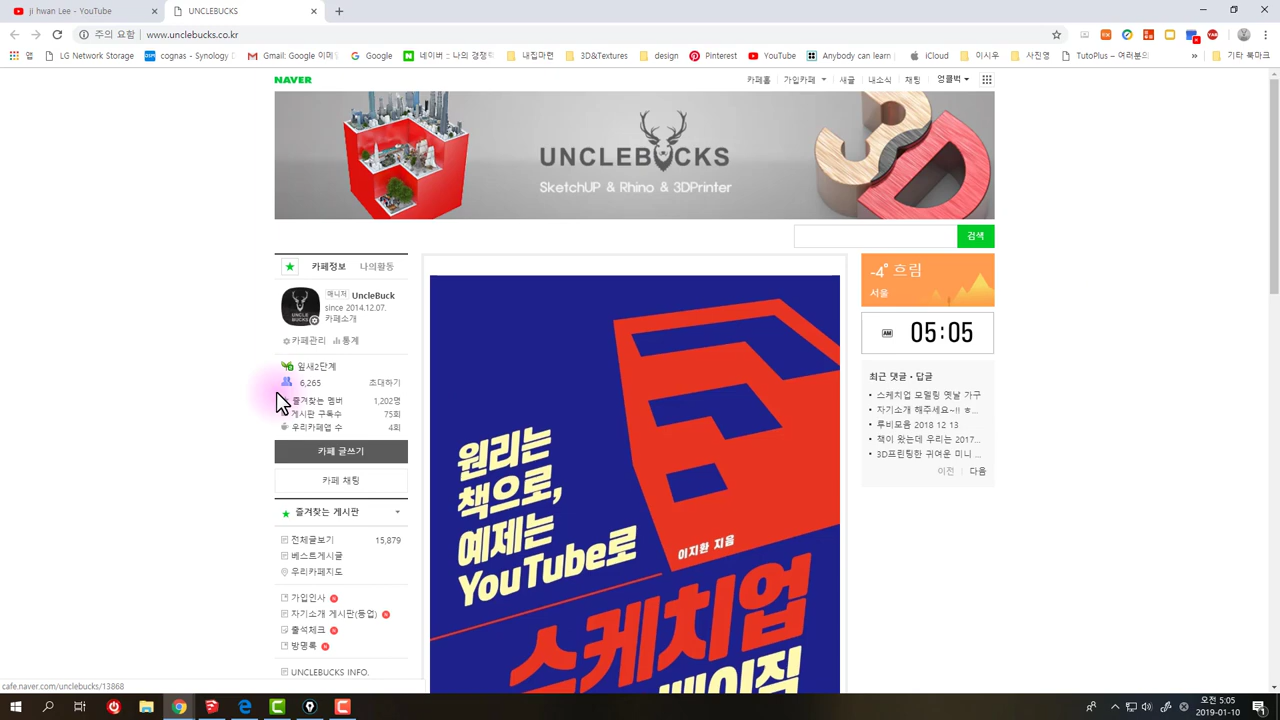 ji hwan Lee - YouTube
UNCLEBUCKS
주의 요함
www.unclebucks.co.kr
앱
LG Network Storage
cognas - Synology
Gmail: Google 이메
Google
네이버 :: 나의 경쟁력
내집마련
3D&Textures
design
Pinterest
YouTube
Anybody can learn
iCloud
이시우
사진영
TutoPlus - 여러분의
»
기타 북마크
NAVER
카페홈
가입카페
새글
내소식
채팅
엉클벅
UNCLEBUCKS
SketchUP & Rhino & 3DPrinter
3D
검색
카페정보
나의활동
매니저
UncleBuck
since 2014.12.07.
카페소개
카페관리
통계
잎새2단계
6,265
초대하기
즐겨찾는 멤버
1,202명
게시판 구독수
75회
우리카페앱 수
4회
카페 글쓰기
카페 채팅
즐겨찾는 게시판
전체글보기
15,879
베스트게시글
우리카페지도
가입인사
자기소개 게시판(등업)
출석체크
방명록
UNCLEBUCKS INFO.
원리는
책으로,
예제는
YouTube로
이지환 지음
스케치업
베이직
-4° 흐림
서울
AM
05:05
최근 댓글 · 답글
스케치업 모델링 옛날 가구
자기소개 해주세요~!! ㅎ...
루비모음 2018 12 13
책이 왔는데 우리는 2017...
3D프린팅한 귀여운 미니 ...
이전
다음
cafe.naver.com/unclebucks/13868
오전 5:05
2019-01-10